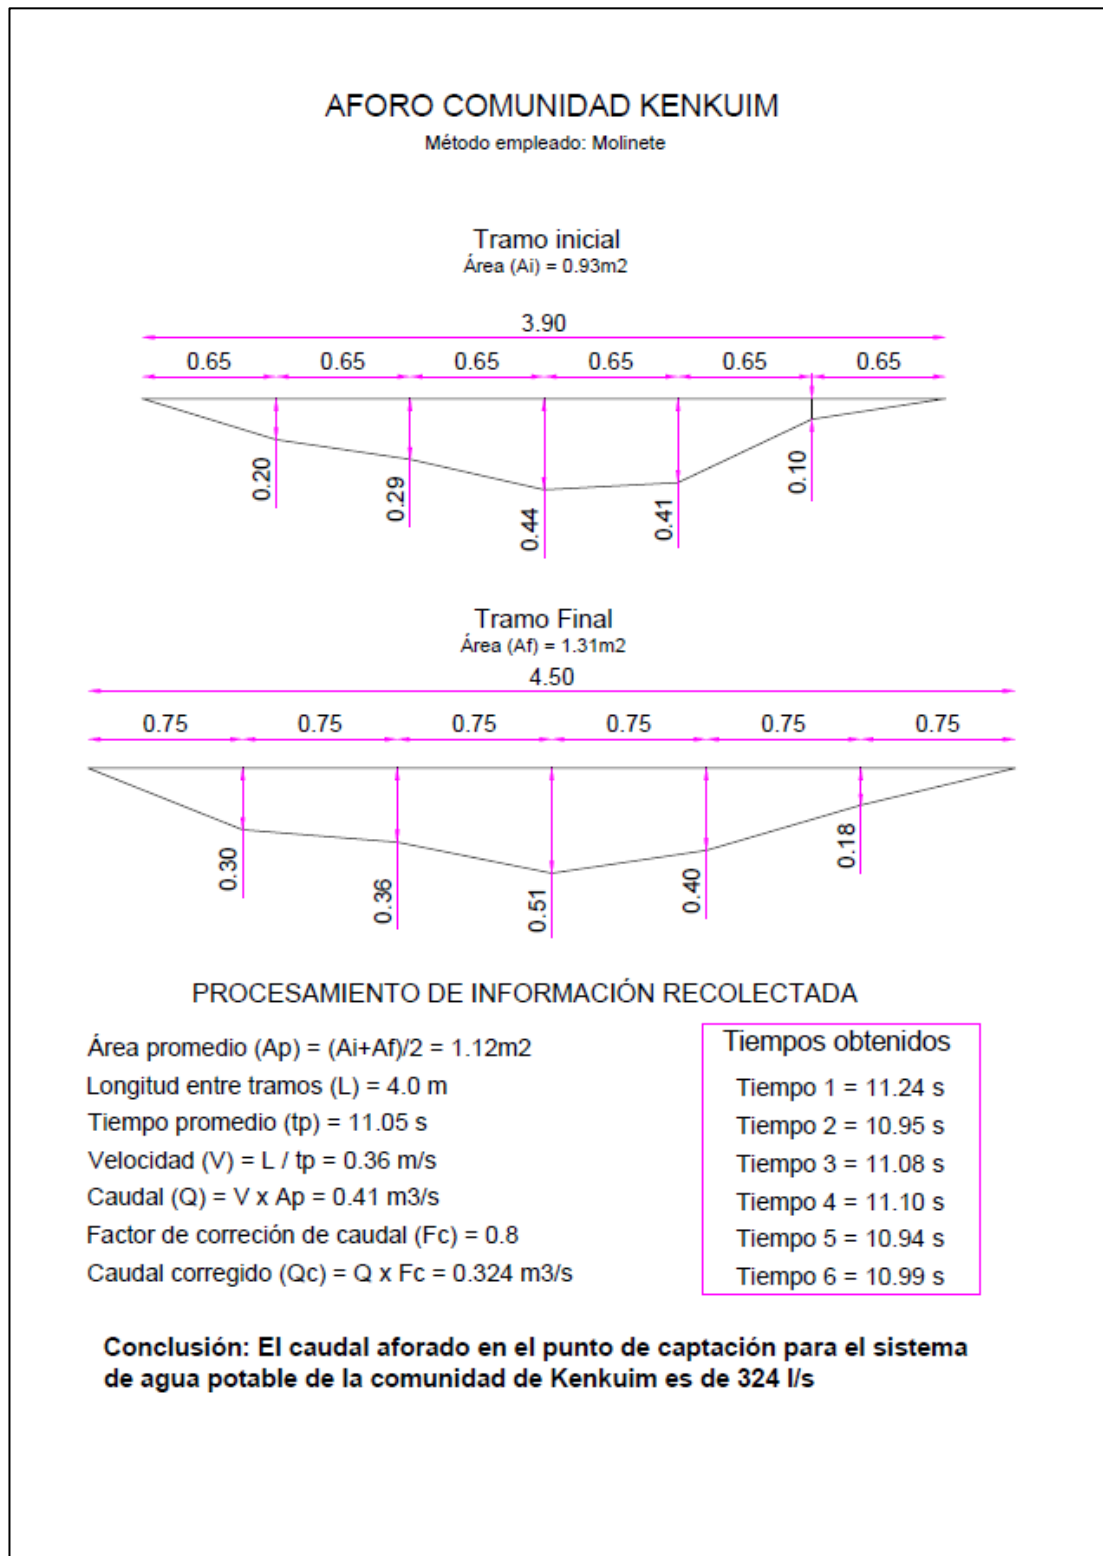 AFORO COMUNIDAD KENKUIM
Método empleado: Molinete
Tramo inicial
Área (Ai) = 0.93m2
3.90
0.65 0.65 0.65 0.65 0.65 0.65
0.20 0.29 0.44 0.41 0.10
Tramo Final
Área (Af) = 1.31m2
4.50
0.75 0.75 0.75 0.75 0.75 0.75
0.30 0.36 0.51 0.40 0.18
PROCESAMIENTO DE INFORMACIÓN RECOLECTADA
Área promedio (Ap) = (Ai+Af)/2 = 1.12m2
Longitud entre tramos (L) = 4.0 m
Tiempo promedio (tp) = 11.05 s
Velocidad (V) = L / tp = 0.36 m/s
Caudal (Q) = V x Ap = 0.41 m3/s
Factor de correción de caudal (Fc) = 0.8
Caudal corregido (Qc) = Q x Fc = 0.324 m3/s
Tiempos obtenidos
Tiempo 1 = 11.24 s
Tiempo 2 = 10.95 s
Tiempo 3 = 11.08 s
Tiempo 4 = 11.10 s
Tiempo 5 = 10.94 s
Tiempo 6 = 10.99 s
Conclusión: El caudal aforado en el punto de captación para el sistema
de agua potable de la comunidad de Kenkuim es de 324 l/s